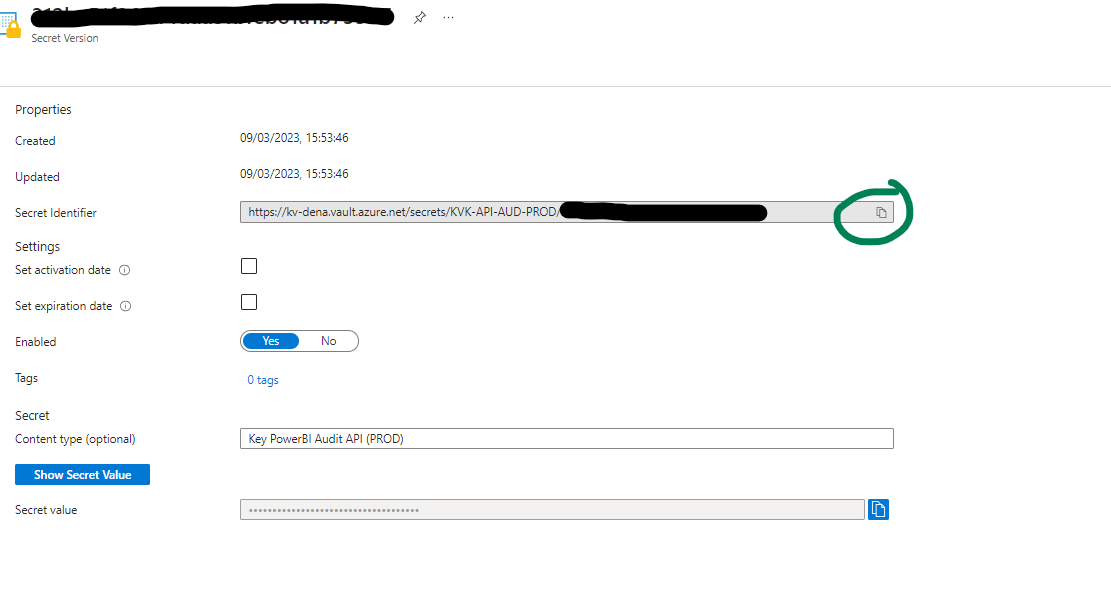 Secret Version
Properties
Created 09/03/2023, 15:53:46
Updated 09/03/2023, 15:53:46
Secret Identifier https://kv-dena.vault.azure.net/secrets/KVK-API-AUD-PROD/
Settings
Set activation date
Set expiration date
Enabled Yes No
Tags 0 tags
Secret
Content type (optional) Key PowerBI Audit API (PROD)
Show Secret Value
Secret value ••••••••••••••••••••••••••••••••••••